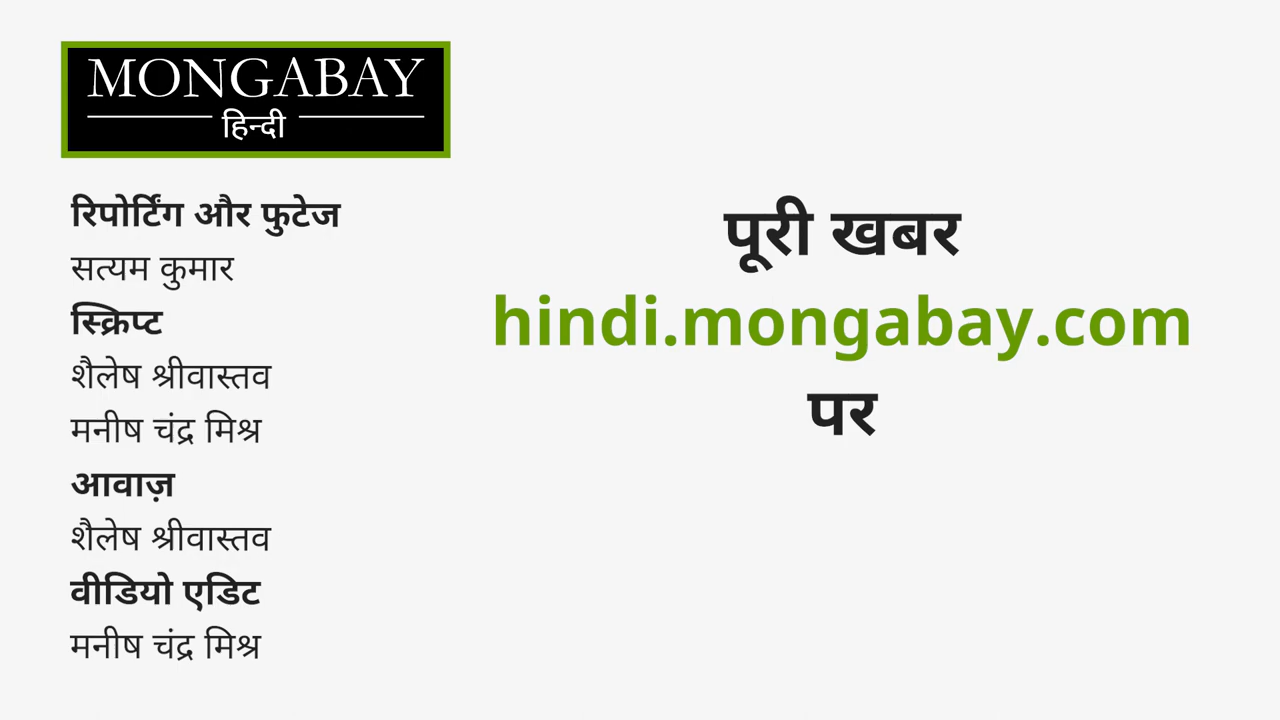 MONGABAY
हिन्दी
रिपोर्टिंग और फुटेज
सत्यम कुमार
स्क्रिप्ट
शैलेष श्रीवास्तव
मनीष चंद्र मिश्र
आवाज़
शैलेष श्रीवास्तव
वीडियो एडिट
मनीष चंद्र मिश्र
पूरी खबर
hindi.mongabay.com
पर